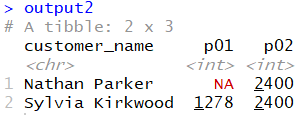 > output2
# A tibble: 2 x 3
customer_name p01 p02
<chr> <int> <int>
1 Nathan Parker NA 2400
2 Sylvia Kirkwood 1278 2400